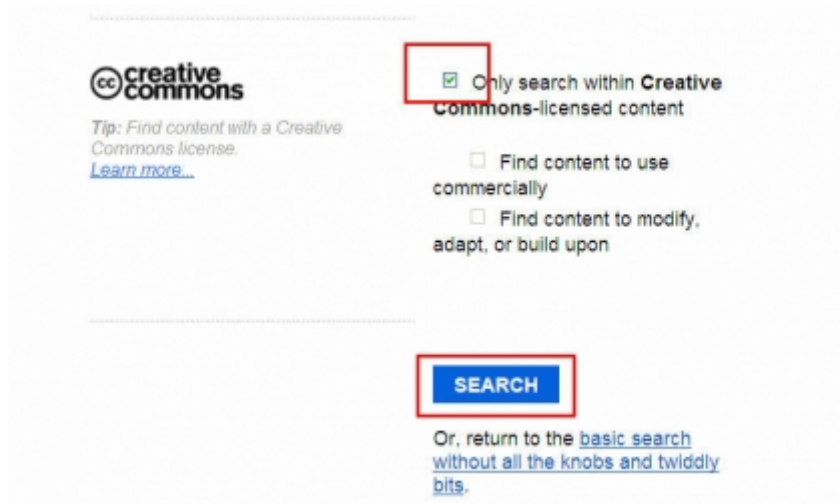 cc creative
commons
Tip: Find content with a Creative
Commons license.
Learn more...
Only search within Creative
Commons-licensed content
Find content to use
commercially
Find content to modify,
adapt, or build upon
SEARCH
Or, return to the basic search
without all the knobs and twiddly
bits.